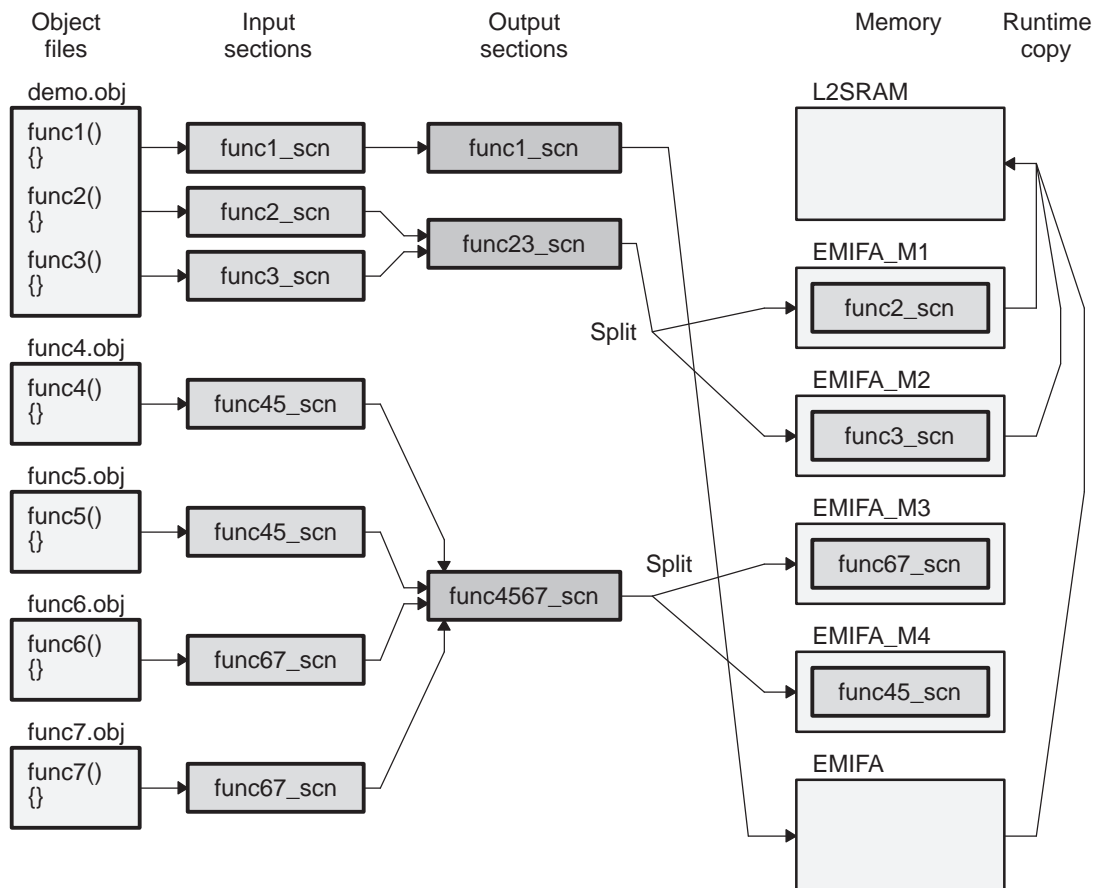 Object
files
Input
sections
Output
sections
Memory
Runtime
copy
demo.obj
func1()
{}
func2()
{}
func3()
{}
func1_scn
func2_scn
func3_scn
func1_scn
func23_scn
Split
L2SRAM
EMIFA_M1
func2_scn
EMIFA_M2
func3_scn
func4.obj
func4()
{}
func45_scn
func5.obj
func5()
{}
func45_scn
func6.obj
func6()
{}
func67_scn
func7.obj
func7()
{}
func67_scn
func4567_scn
Split
EMIFA_M3
func67_scn
EMIFA_M4
func45_scn
EMIFA